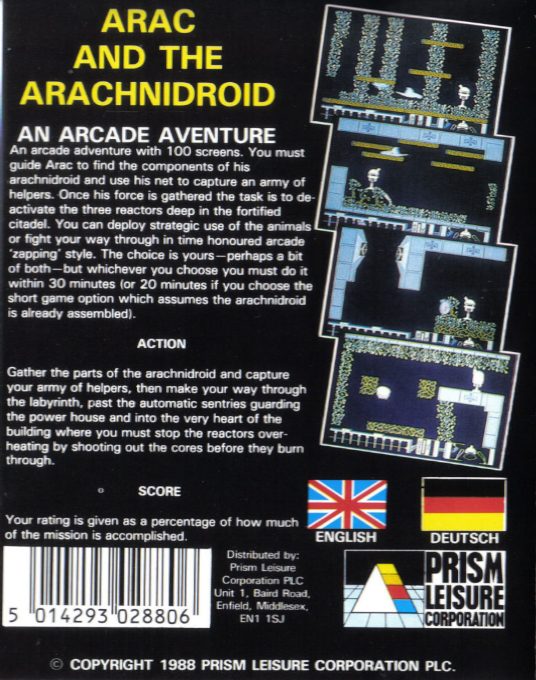 ARAC
AND THE
ARACHNIDROID
AN ARCADE AVENTURE
An arcade adventure with 100 screens. You must
guide Arac to find the components of his
arachnidroid and use his net to capture an army of
helpers. Once his force is gathered the task is to de-
activate the three reactors deep in the fortified
citadel. You can deploy strategic use of the animals
or fight your way through in time honoured arcade
'zapping' style. The choice is yours—perhaps a bit
of both—but whichever you choose you must do it
within 30 minutes (or 20 minutes if you choose the
short game option which assumes the arachnidroid
is already assembled).
ACTION
Gather the parts of the arachnidroid and capture
your army of helpers, then make your way through
the labyrinth, past the automatic sentries guarding
the power house and into the very heart of the
building where you must stop the reactors over-
heating by shooting out the cores before they burn
through.
SCORE
Your rating is given as a percentage of how much
of the mission is accomplished.
ENGLISH
DEUTSCH
5 014293 028806
Distributed by:
Prism Leisure
Corporation PLC
Unit 1, Baird Road,
Enfield, Middlesex,
EN1 1SJ
PRISM
LEISURE
CORPORATION
© COPYRIGHT 1988 PRISM LEISURE CORPORATION PLC.